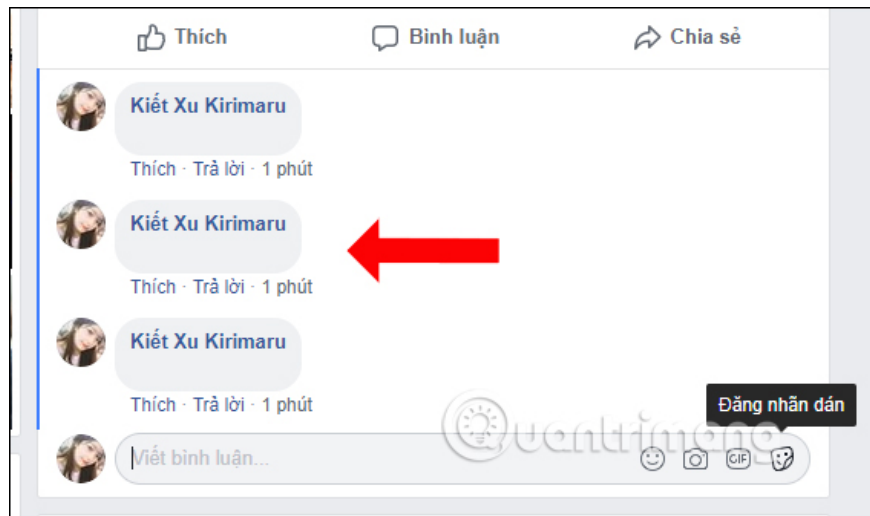 Thích Bình luận Chia sẻ
Kiết Xu Kirimaru
Thích · Trả lời · 1 phút
Kiết Xu Kirimaru
Thích · Trả lời · 1 phút
Kiết Xu Kirimaru
Thích · Trả lời · 1 phút
Đăng nhãn dán
Quantrimang
Viết bình luận...
GIF